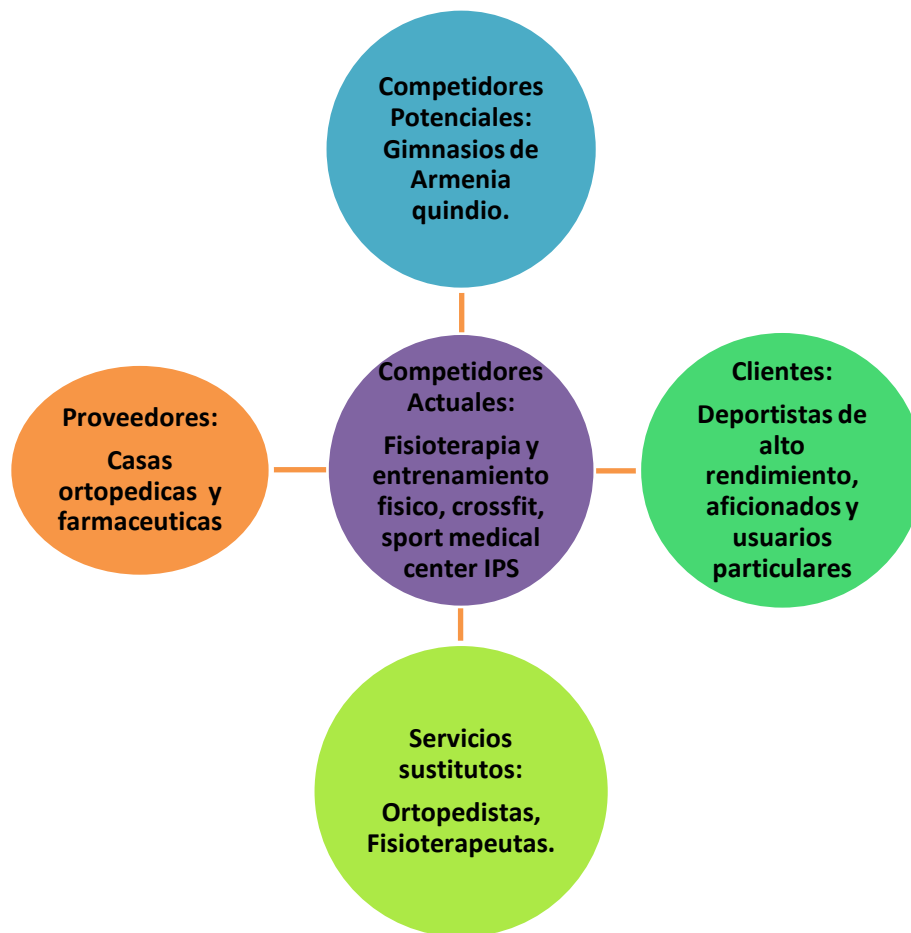 Competidores
Potenciales:
Gimnasios de
Armenia
quindio.
Proveedores:
Casas
ortopedicas y
farmaceuticas
Competidores
Actuales:
Fisioterapia y
entrenamiento
fisico, crossfit,
sport medical
center IPS
Clientes:
Deportistas de
alto
rendimiento,
aficionados y
usuarios
particulares
Servicios
sustitutos:
Ortopedistas,
Fisioterapeutas.